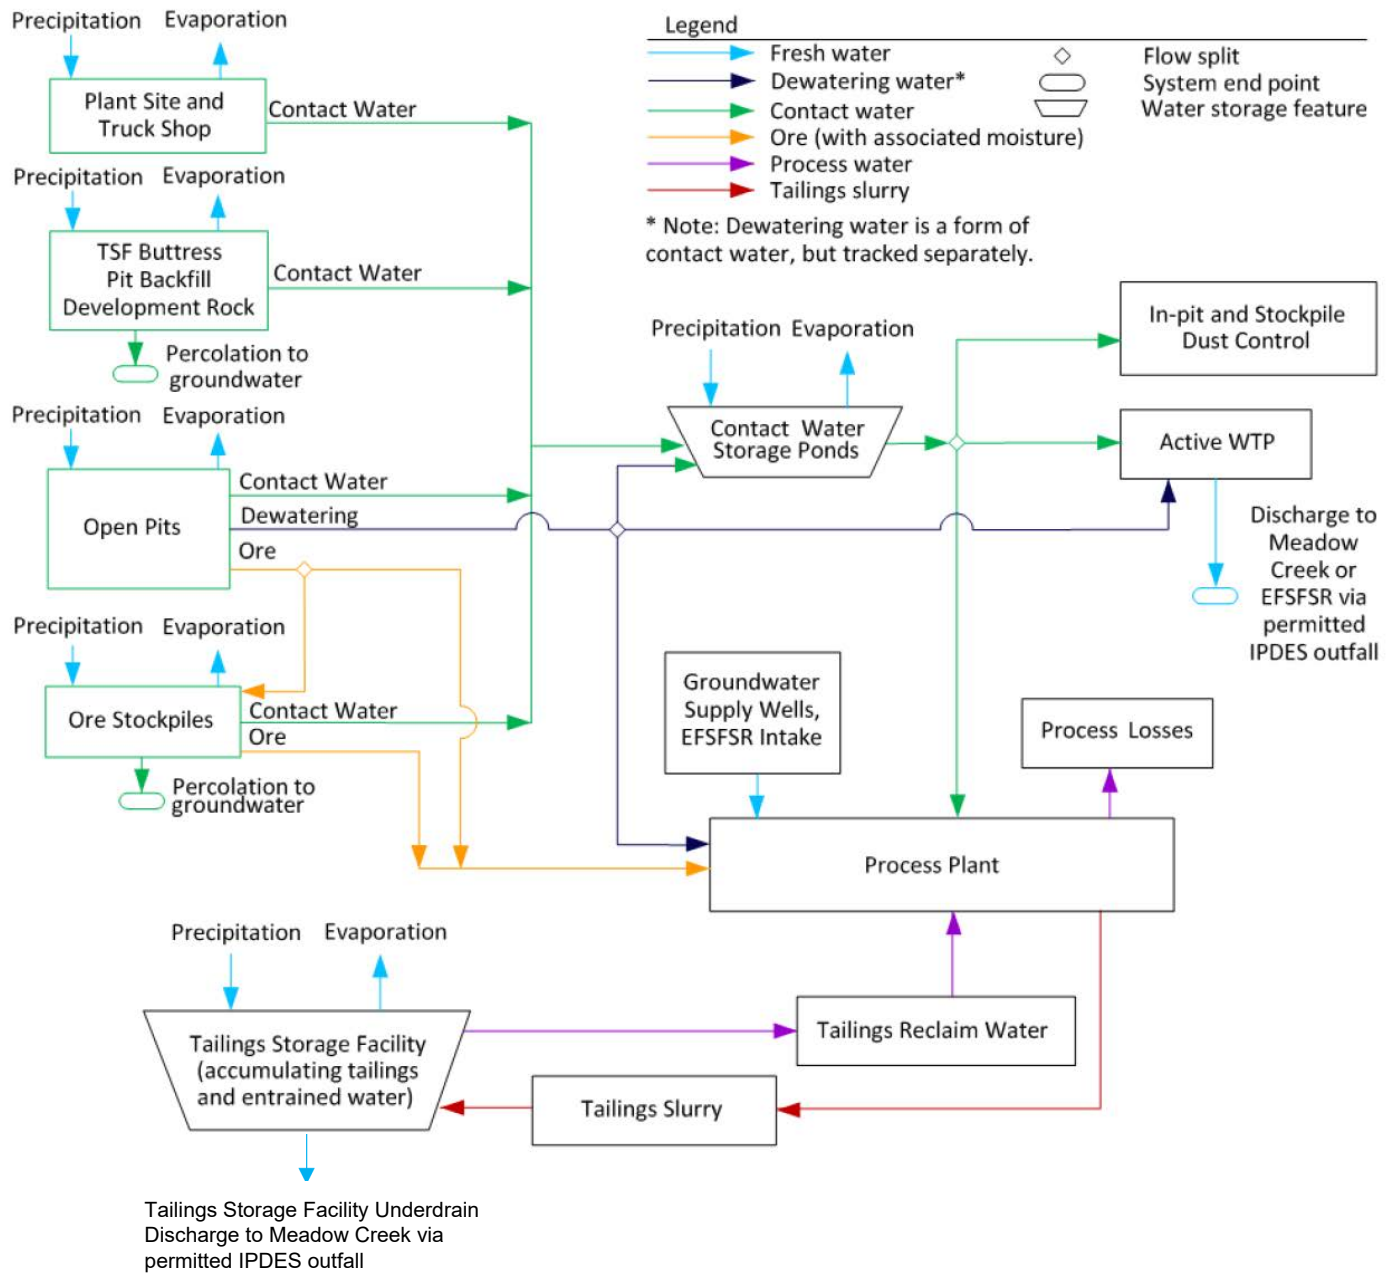 Precipitation
Evaporation
Plant Site and
Truck Shop
Contact Water
Legend
Fresh water
Dewatering water*
Contact water
Ore (with associated moisture)
Process water
Tailings slurry
Flow split
System end point
Water storage feature
* Note: Dewatering water is a form of
contact water, but tracked separately.
Precipitation
Evaporation
TSF Buttress
Pit Backfill
Development Rock
Contact Water
Percolation to
groundwater
Precipitation
Evaporation
Contact Water
Storage Ponds
In-pit and Stockpile
Dust Control
Active WTP
Discharge to
Meadow
Creek or
EFSFSR via
permitted
IPDES outfall
Precipitation
Evaporation
Open Pits
Contact Water
Dewatering
Ore
Precipitation
Evaporation
Ore Stockpiles
Contact Water
Ore
Percolation to
groundwater
Groundwater
Supply Wells,
EFSFSR Intake
Process Losses
Process Plant
Precipitation
Evaporation
Tailings Storage Facility
(accumulating tailings
and entrained water)
Tailings Reclaim Water
Tailings Slurry
Tailings Storage Facility Underdrain
Discharge to Meadow Creek via
permitted IPDES outfall